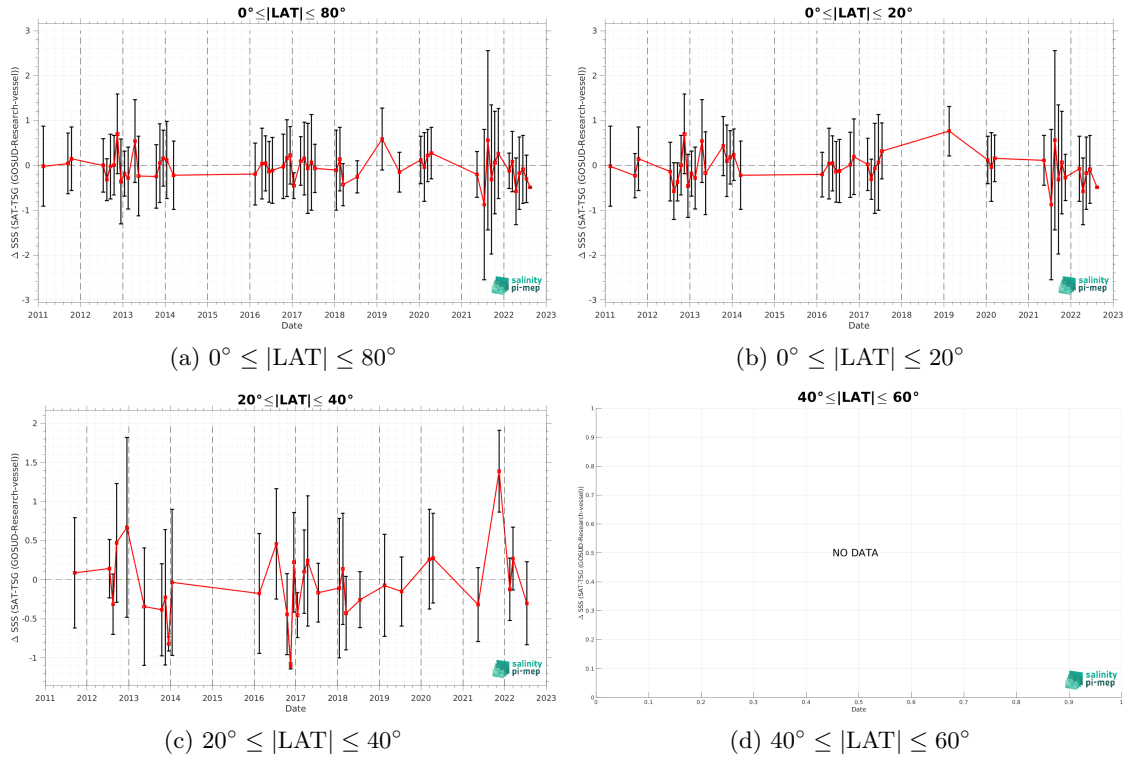 0°≤|LAT|≤ 80°
Δ SSS (SAT-TSG (GOSUD-Research-vessel))
3
2
1
0
-1
-2
-3
2011 2012 2013 2014 2015 2016 2017 2018 2019 2020 2021 2022 2023
Date
salinity
pi-mep
(a) 0° ≤ |LAT| ≤ 80°
0°≤|LAT|≤ 20°
Δ SSS (SAT-TSG (GOSUD-Research-vessel))
3
2
1
0
-1
-2
-3
2011 2012 2013 2014 2015 2016 2017 2018 2019 2020 2021 2022 2023
Date
salinity
pi-mep
(b) 0° ≤ |LAT| ≤ 20°
20°≤|LAT|≤ 40°
Δ SSS (SAT-TSG (GOSUD-Research-vessel))
2
1.5
1
0.5
0
-0.5
-1
2011 2012 2013 2014 2015 2016 2017 2018 2019 2020 2021 2022 2023
Date
salinity
pi-mep
(c) 20° ≤ |LAT| ≤ 40°
40°≤|LAT|≤ 60°
Δ SSS (SAT-TSG (GOSUD-Research-vessel))
1
0.9
0.8
0.7
0.6
0.5
0.4
0.3
0.2
0.1
0
NO DATA
0 0.1 0.2 0.3 0.4 0.5 0.6 0.7 0.8 0.9 1
Date
salinity
pi-mep
(d) 40° ≤ |LAT| ≤ 60°